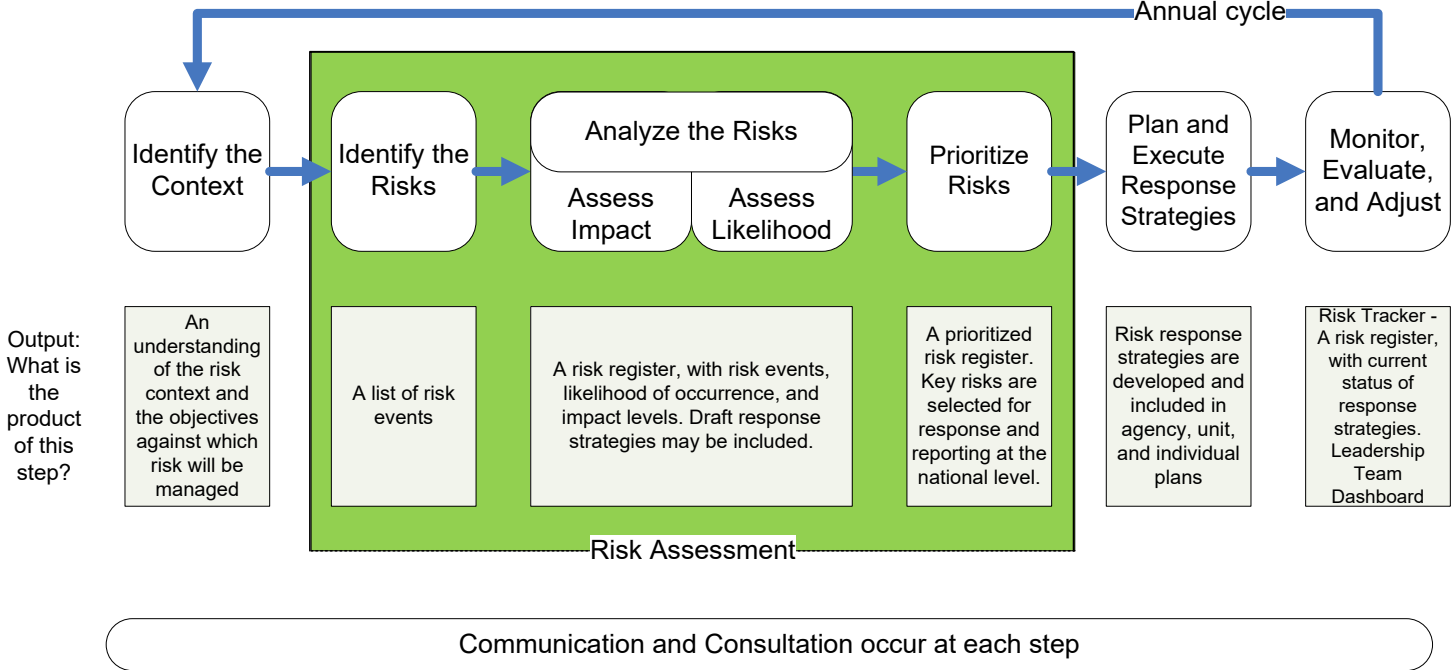 Annual cycle
Identify the
Context
Identify the
Risks
Analyze the Risks
Assess
Impact
Assess
Likelihood
Prioritize
Risks
Plan and
Execute
Response
Strategies
Monitor,
Evaluate,
and Adjust
Output:
What is
the
product
of this
step?
An
understanding
of the risk
context and
the objectives
against which
risk will be
managed
A list of risk
events
A risk register, with risk events,
likelihood of occurrence, and
impact levels. Draft response
strategies may be included.
A prioritized
risk register.
Key risks are
selected for
response and
reporting at the
national level.
Risk response
strategies are
developed and
included in
agency, unit,
and individual
plans
Risk Tracker -
A risk register,
with current
status of
response
strategies.
Leadership
Team
Dashboard
Risk Assessment
Communication and Consultation occur at each step